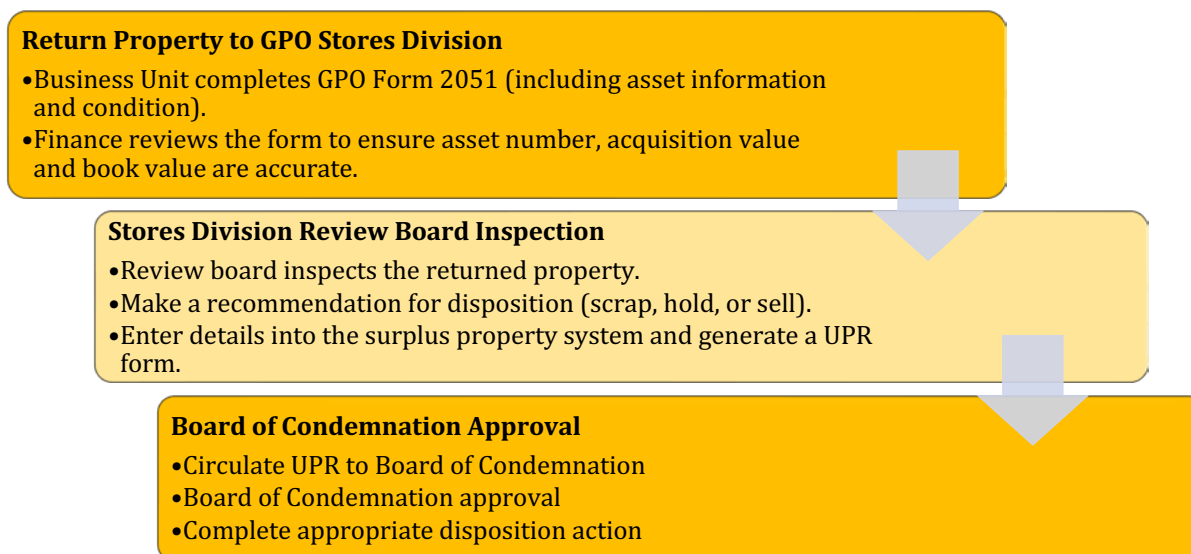 Return Property to GPO Stores Division
•Business Unit completes GPO Form 2051 (including asset information
and condition).
•Finance reviews the form to ensure asset number, acquisition value
and book value are accurate.
Stores Division Review Board Inspection
•Review board inspects the returned property.
•Make a recommendation for disposition (scrap, hold, or sell).
•Enter details into the surplus property system and generate a UPR
form.
Board of Condemnation Approval
•Circulate UPR to Board of Condemnation
•Board of Condemnation approval
•Complete appropriate disposition action